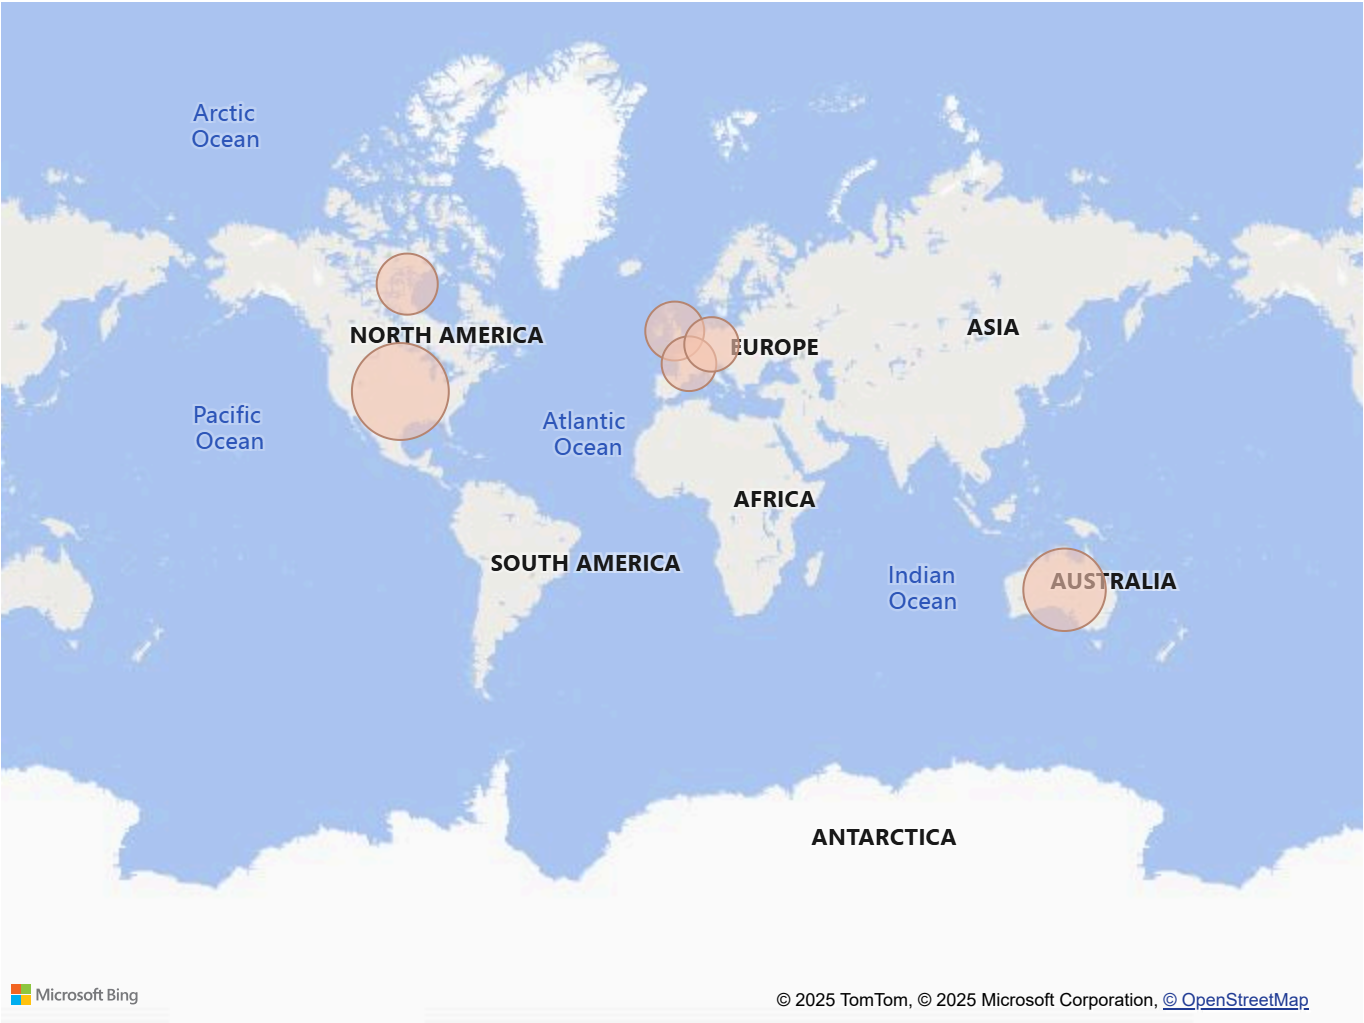 Arctic
Ocean
NORTH AMERICA
ASIA
EUROPE
Pacific
Ocean
Atlantic
Ocean
AFRICA
SOUTH AMERICA
Indian
Ocean
AUSTRALIA
ANTARCTICA
Microsoft Bing
© 2025 TomTom, © 2025 Microsoft Corporation, © OpenStreetMap